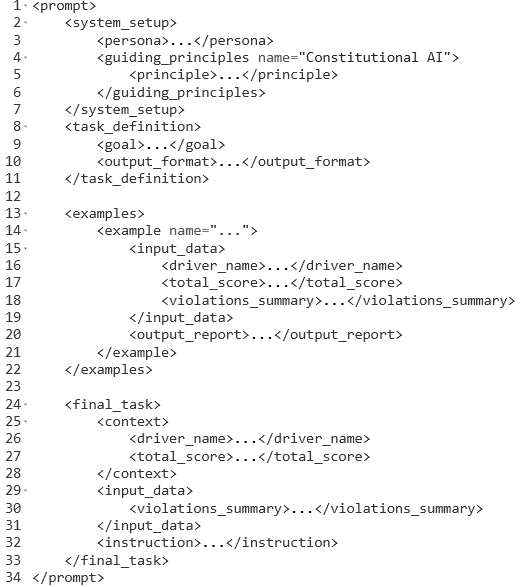 1 <prompt>
2     <system_setup>
3         <persona>...</persona>
4         <guiding_principles name="Constitutional AI">
5             <principle>...</principle>
6         </guiding_principles>
7     </system_setup>
8     <task_definition>
9         <goal>...</goal>
10         <output_format>...</output_format>
11     </task_definition>
12
13     <examples>
14         <example name="...">
15             <input_data>
16                 <driver_name>...</driver_name>
17                 <total_score>...</total_score>
18                 <violations_summary>...</violations_summary>
19             </input_data>
20             <output_report>...</output_report>
21         </example>
22     </examples>
23
24     <final_task>
25         <context>
26             <driver_name>...</driver_name>
27             <total_score>...</total_score>
28         </context>
29         <input_data>
30             <violations_summary>...</violations_summary>
31         </input_data>
32         <instruction>...</instruction>
33     </final_task>
34 </prompt>